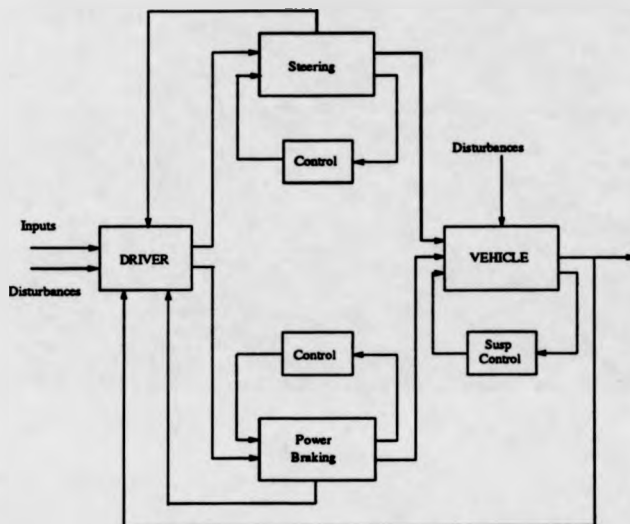 Steering
Control
Disturbances
Inputs
DRIVER
VEHICLE
Disturbances
Control
Susp
Control
Power
Braking